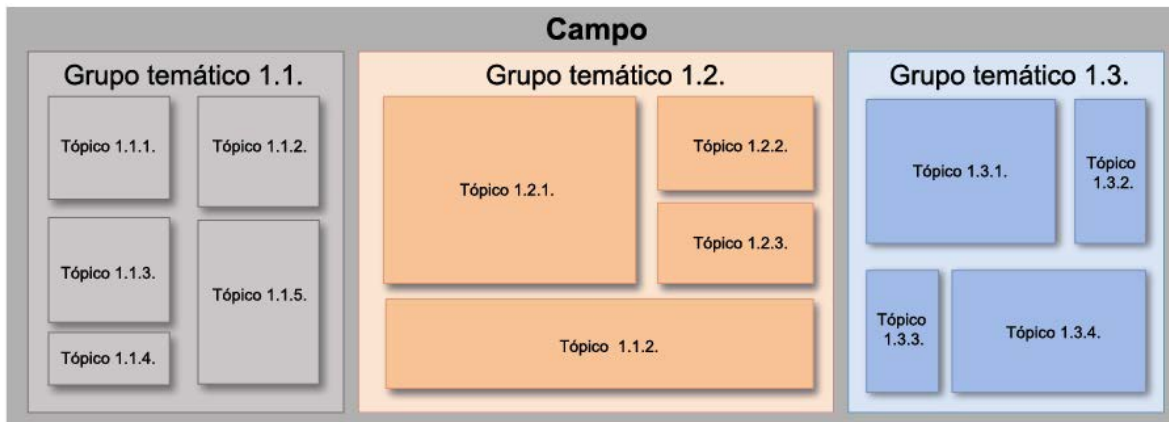 Campo
Grupo temático 1.1.
Tópico 1.1.1.
Tópico 1.1.2.
Tópico 1.1.3.
Tópico 1.1.5.
Tópico 1.1.4.
Grupo temático 1.2.
Tópico 1.2.1.
Tópico 1.2.2.
Tópico 1.2.3.
Tópico 1.1.2.
Grupo temático 1.3.
Tópico 1.3.1.
Tópico
1.3.2.
Tópico
1.3.3.
Tópico 1.3.4.